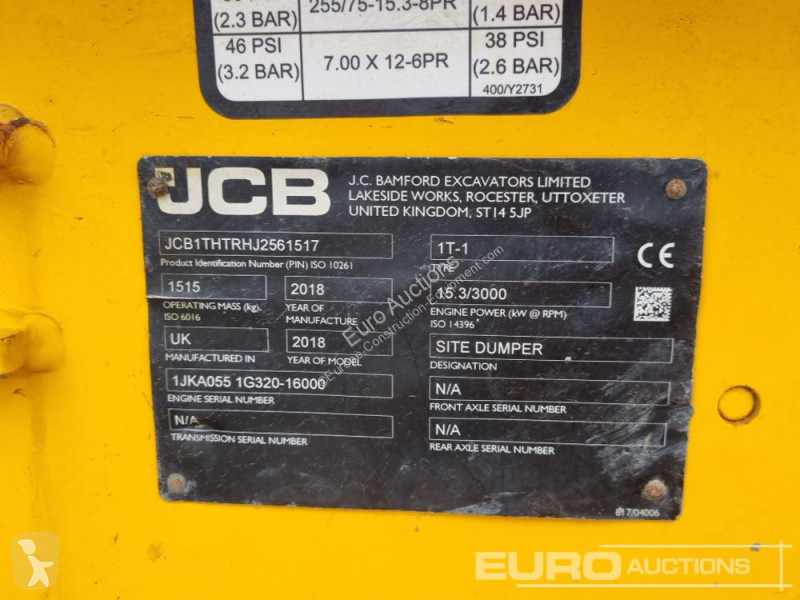 (2.3 BAR)
255/75-15.3-8PR
(1.4 BAR)
46 PSI
(3.2 BAR)
7.00 X 12-6PR
38 PSI
(2.6 BAR)
400/Y2731
JCB
J.C. BAMFORD EXCAVATORS LIMITED
LAKESIDE WORKS, ROCESTER, UTTOXETER
UNITED KINGDOM, ST14 5JP
JCB1THTRHJ2561517
Product Identification Number (PIN) ISO 10261
1T-1
TYPE
CE
1515
OPERATING MASS (kg),
ISO 6016
2018
YEAR OF
MANUFACTURE
15.3/3000
ENGINE POWER (kW @ RPM)
ISO 14396
UK
MANUFACTURED IN
2018
YEAR OF MODEL
SITE DUMPER
DESIGNATION
1JKA055 1G320-16000
ENGINE SERIAL NUMBER
N/A
FRONT AXLE SERIAL NUMBER
N/A
TRANSMISSION SERIAL NUMBER
N/A
REAR AXLE SERIAL NUMBER
817/04006
Euro Auctions
©Europa-Construction-Equipment.com
EURO AUCTIONS